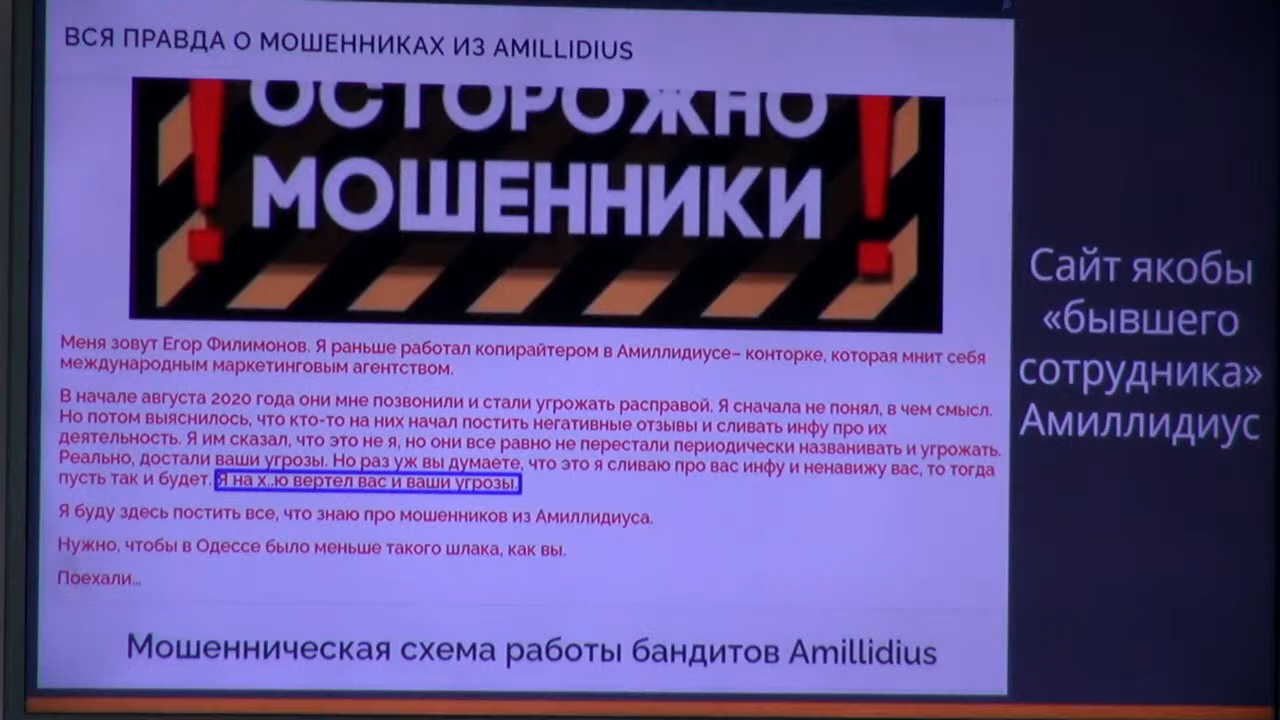 ВСЯ ПРАВДА О МОШЕННИКАХ ИЗ AMILLIDIUS
ОСТОРОЖНО
МОШЕННИКИ
Меня зовут Егор Филимонов. Я раньше работал копирайтером в Амиллидиусе– конторке, которая мнит себя
международным маркетинговым агентством.
В начале августа 2020 года они мне позвонили и стали угрожать расправой. Я сначала не понял, в чем смысл.
Но потом выяснилось, что кто-то на них начал постить негативные отзывы и сливать инфу про их
деятельность. Я им сказал, что это не я, но они все равно не перестали периодически названивать и угрожать.
Реально, достали ваши угрозы. Но раз уж вы думаете, что это я сливаю про вас инфу и ненавижу вас, то тогда
пусть так и будет. Я на х..ю вертел вас и ваши угрозы.
Я буду здесь постить все, что знаю про мошенников из Амиллидиуса.
Нужно, чтобы в Одессе было меньше такого шлака, как вы.
Поехали…
Мошенническая схема работы бандитов Amillidius
Сайт якобы
«бывшего
сотрудника»
Амиллидиус